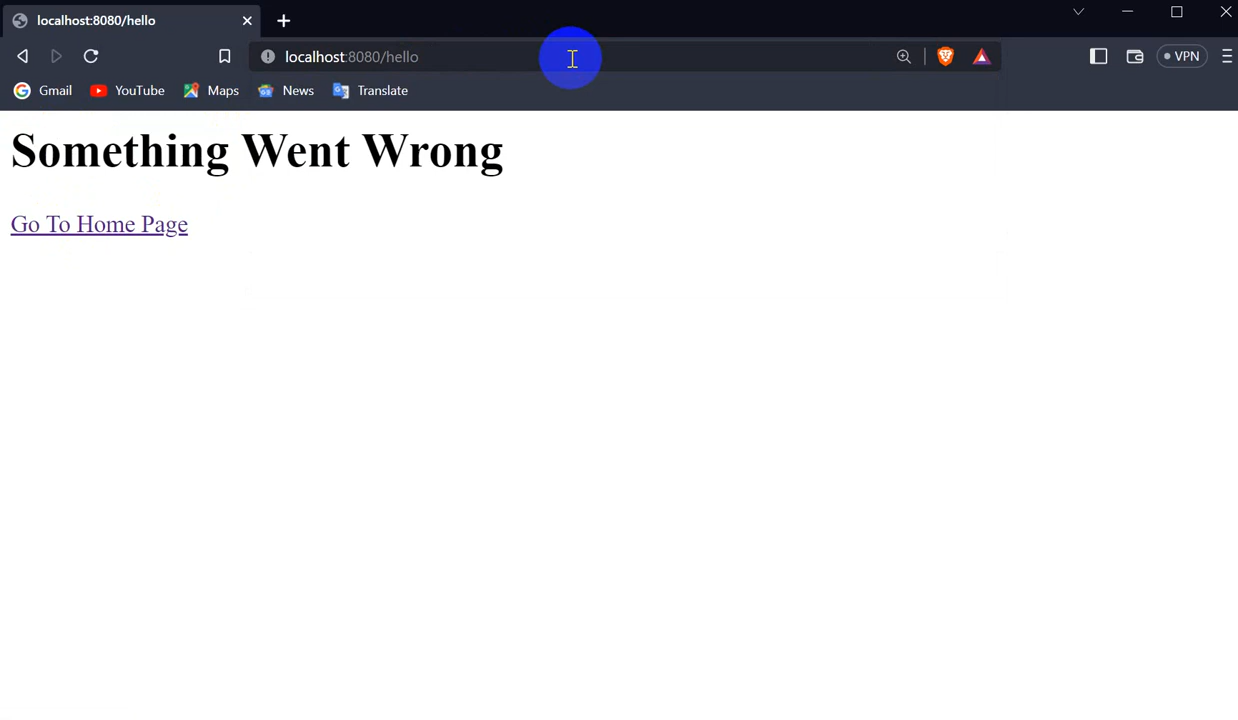 localhost:8080/hello
localhost:8080/hello
VPN
Gmail YouTube Maps News Translate
Something Went Wrong
Go To Home Page